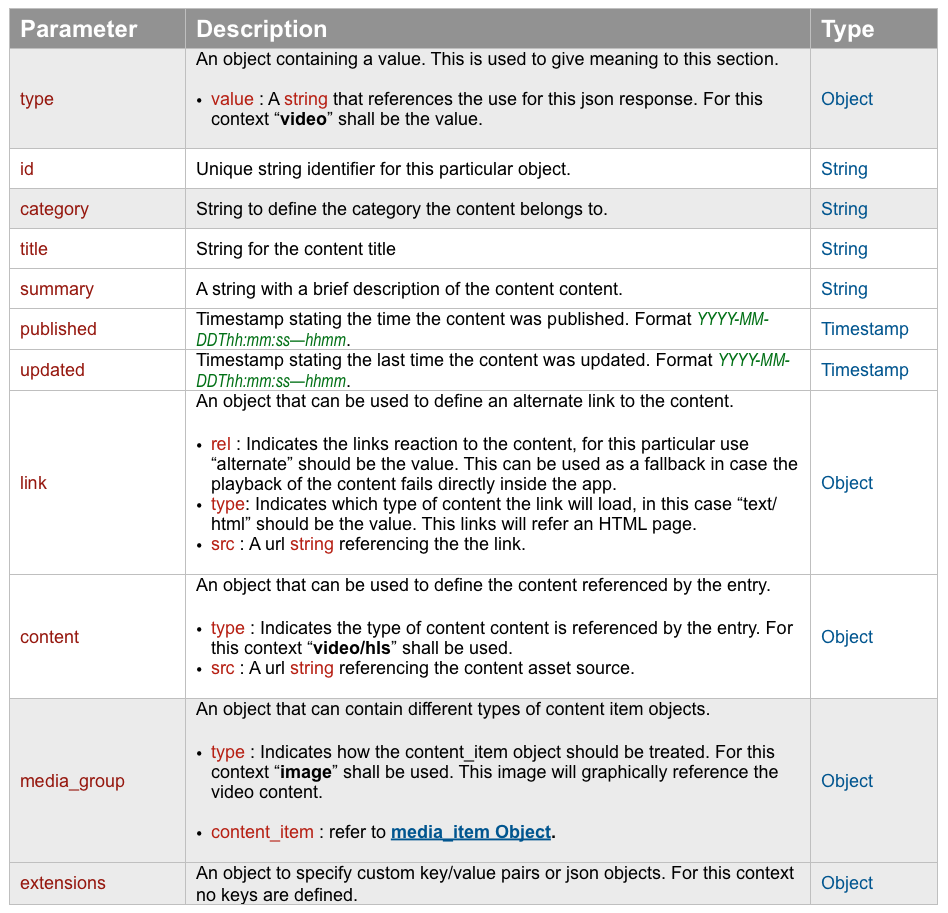 Parameter Description Type
An object containing a value. This is used to give meaning to this section.
type
• value : A string that references the use for this json response. For this
context “video” shall be the value.
Object
id Unique string identifier for this particular object. String
category String to define the category the content belongs to. String
title String for the content title String
summary A string with a brief description of the content content. String
published
Timestamp stating the time the content was published. Format YYYY-MM-
DDThh:mm:ss—hhmm.
Timestamp
updated
Timestamp stating the last time the content was updated. Format YYYY-MM-
DDThh:mm:ss—hhmm.
Timestamp
link
An object that can be used to define an alternate link to the content.
• rel : Indicates the links reaction to the content, for this particular use
“alternate” should be the value. This can be used as a fallback in case the
playback of the content fails directly inside the app.
• type: Indicates which type of content the link will load, in this case “text/
html” should be the value. This links will refer an HTML page.
• src : A url string referencing the the link.
Object
content
An object that can be used to define the content referenced by the entry.
• type : Indicates the type of content content is referenced by the entry. For
this context “video/hls” shall be used.
• src : A url string referencing the content asset source.
Object
media_group
An object that can contain different types of content item objects.
• type : Indicates how the content_item object should be treated. For this
context “image” shall be used. This image will graphically reference the
video content.
• content_item : refer to media_item Object.
Object
extensions
An object to specify custom key/value pairs or json objects. For this context
no keys are defined.
Object